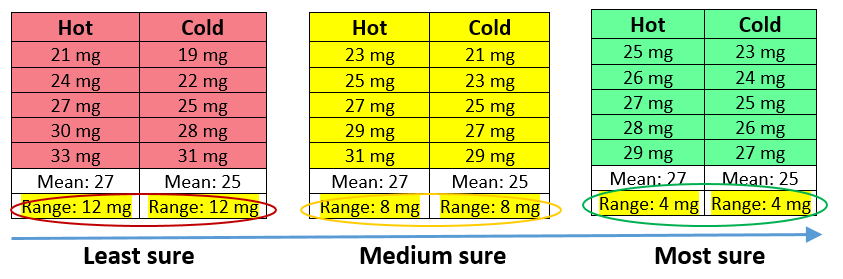 Hot Cold
21 mg 19 mg
24 mg 22 mg
27 mg 25 mg
30 mg 28 mg
33 mg 31 mg
Mean: 27 Mean: 25
Range: 12 mg Range: 12 mg
Least sure
Hot Cold
23 mg 21 mg
25 mg 23 mg
27 mg 25 mg
29 mg 27 mg
31 mg 29 mg
Mean: 27 Mean: 25
Range: 8 mg Range: 8 mg
Medium sure
Hot Cold
25 mg 23 mg
26 mg 24 mg
27 mg 25 mg
28 mg 26 mg
29 mg 27 mg
Mean: 27 Mean: 25
Range: 4 mg Range: 4 mg
Most sure